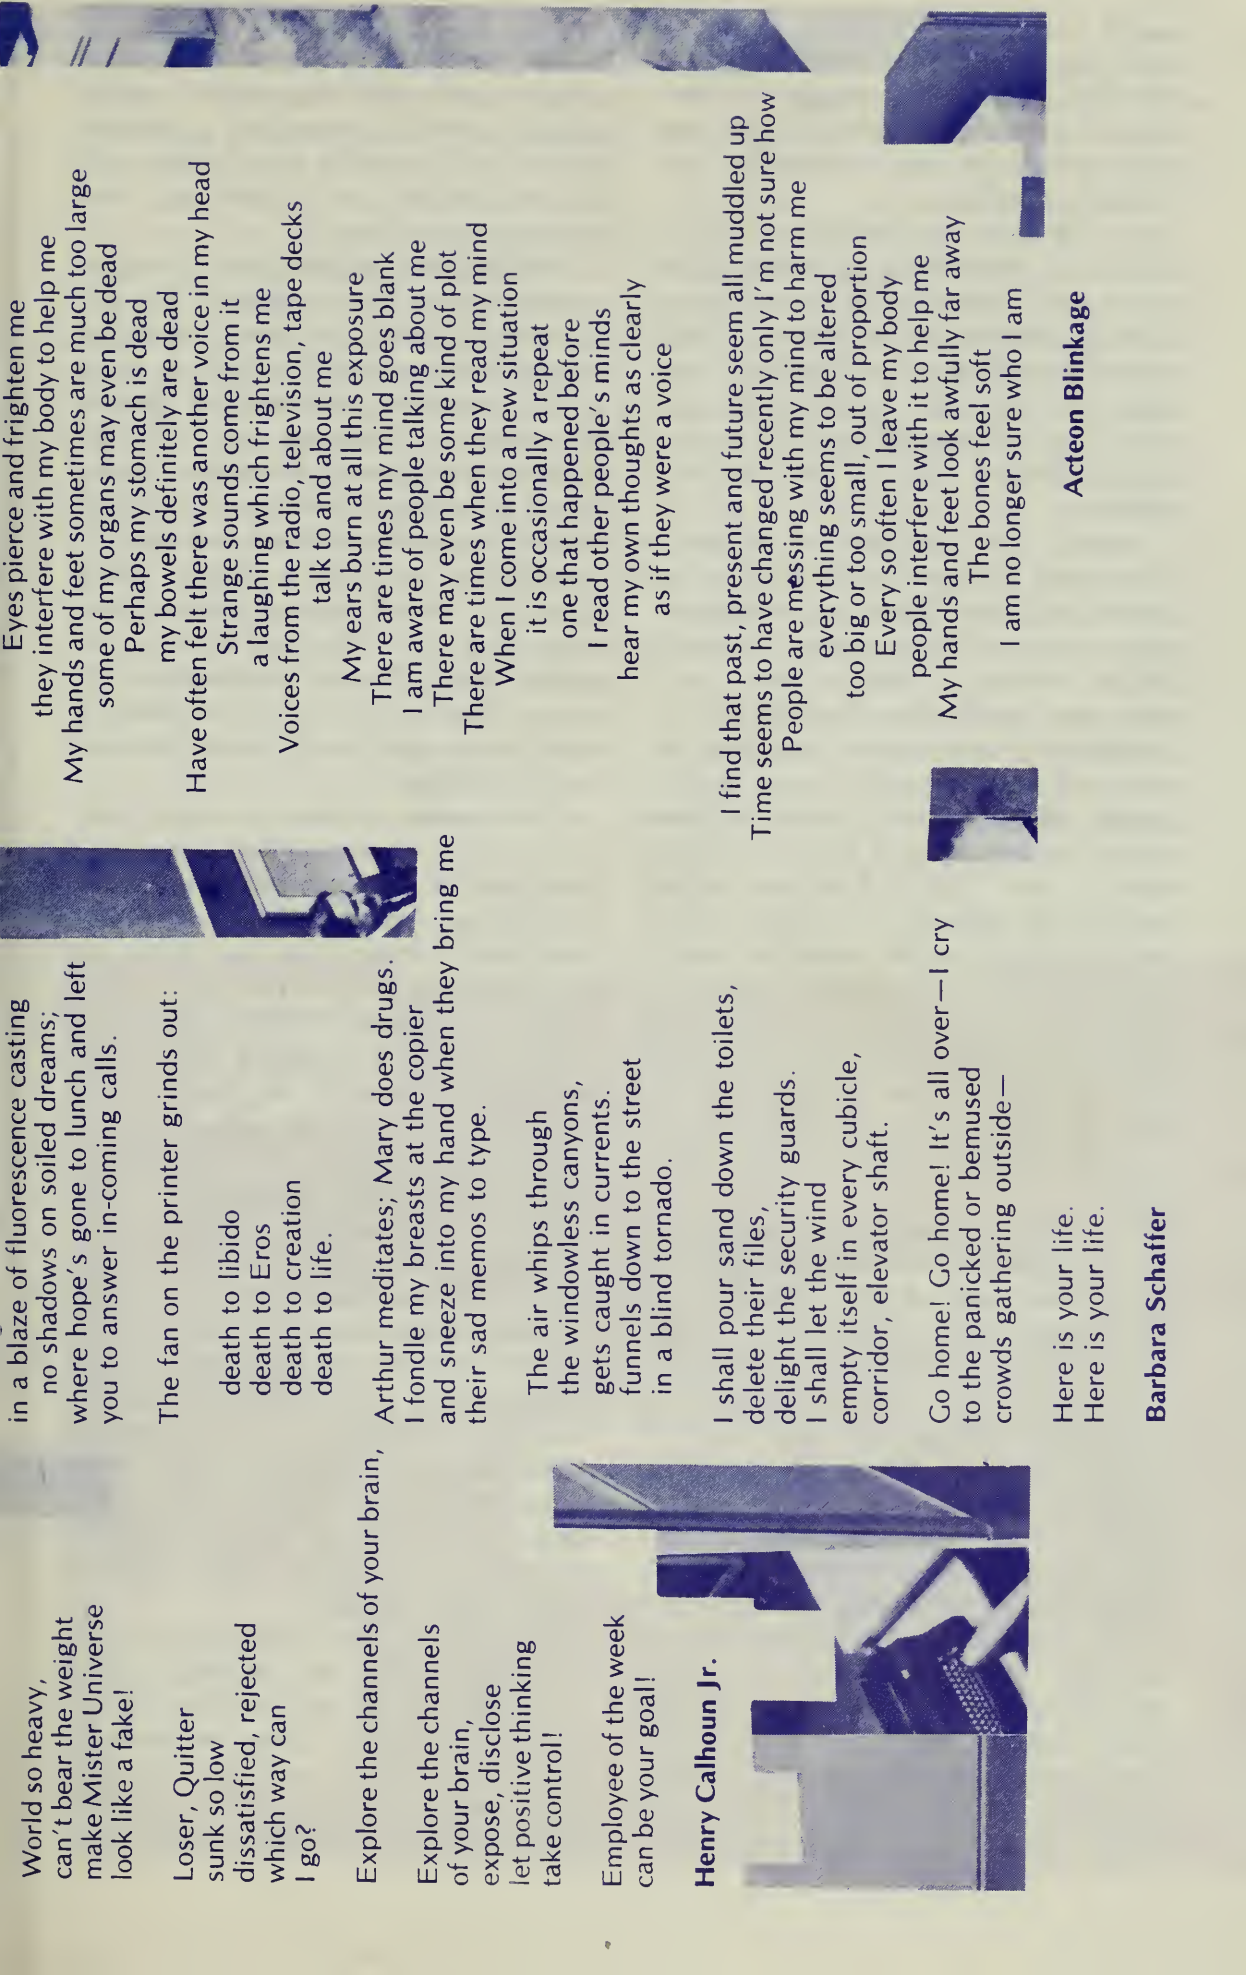 World so heavy,
can't bear the weight
make Mister Universe
look like a fake!
Loser, Quitter
sunk so low
dissatisfied, rejected
which way can
I go?
Explore the channels of your brain,
Explore the channels
of your brain,
expose, disclose
let positive thinking
take control!
Employee of the week
can be your goal!
Henry Calhoun Jr.
in a blaze of fluorescence casting
no shadows on soiled dreams;
where hope's gone to lunch and left
you to answer in-coming calls.
The fan on the printer grinds out:
death to libido
death to Eros
death to creation
death to life.
Arthur meditates; Mary does drugs.
I fondle my breasts at the copier
and sneeze into my hand when they bring me
their sad memos to type.
The air whips through
the windowless canyons,
gets caught in currents.
funnels down to the street
in a blind tornado.
I shall pour sand down the toilets,
delete their files,
delight the security guards.
I shall let the wind
empty itself in every cubicle,
corridor, elevator shaft.
Go home! Go home! It's all over—I cry
to the panicked or bemused
crowds gathering outside—
Here is your life.
Here is your life.
Barbara Schaffer
Eyes pierce and frighten me
they interfere with my body to help me
My hands and feet sometimes are much too large
some of my organs may even be dead
Perhaps my stomach is dead
my bowels definitely are dead
Have often felt there was another voice in my head
Strange sounds come from it
a laughing which frightens me
Voices from the radio, television, tape decks
talk to and about me
My ears burn at all this exposure
There are times my mind goes blank
I am aware of people talking about me
There may even be some kind of plot
There are times when they read my mind
When I come into a new situation
it is occasionally a repeat
one that happened before
I read other people's minds
hear my own thoughts as clearly
as if they were a voice
I find that past, present and future seem all muddled up
Time seems to have changed recently only I'm not sure how
People are messing with my mind to harm me
everything seems to be altered
too big or too small, out of proportion
Every so often I leave my body
people interfere with it to help me
My hands and feet look awfully far away
The bones feel soft
I am no longer sure who I am
Acteon Blinkage